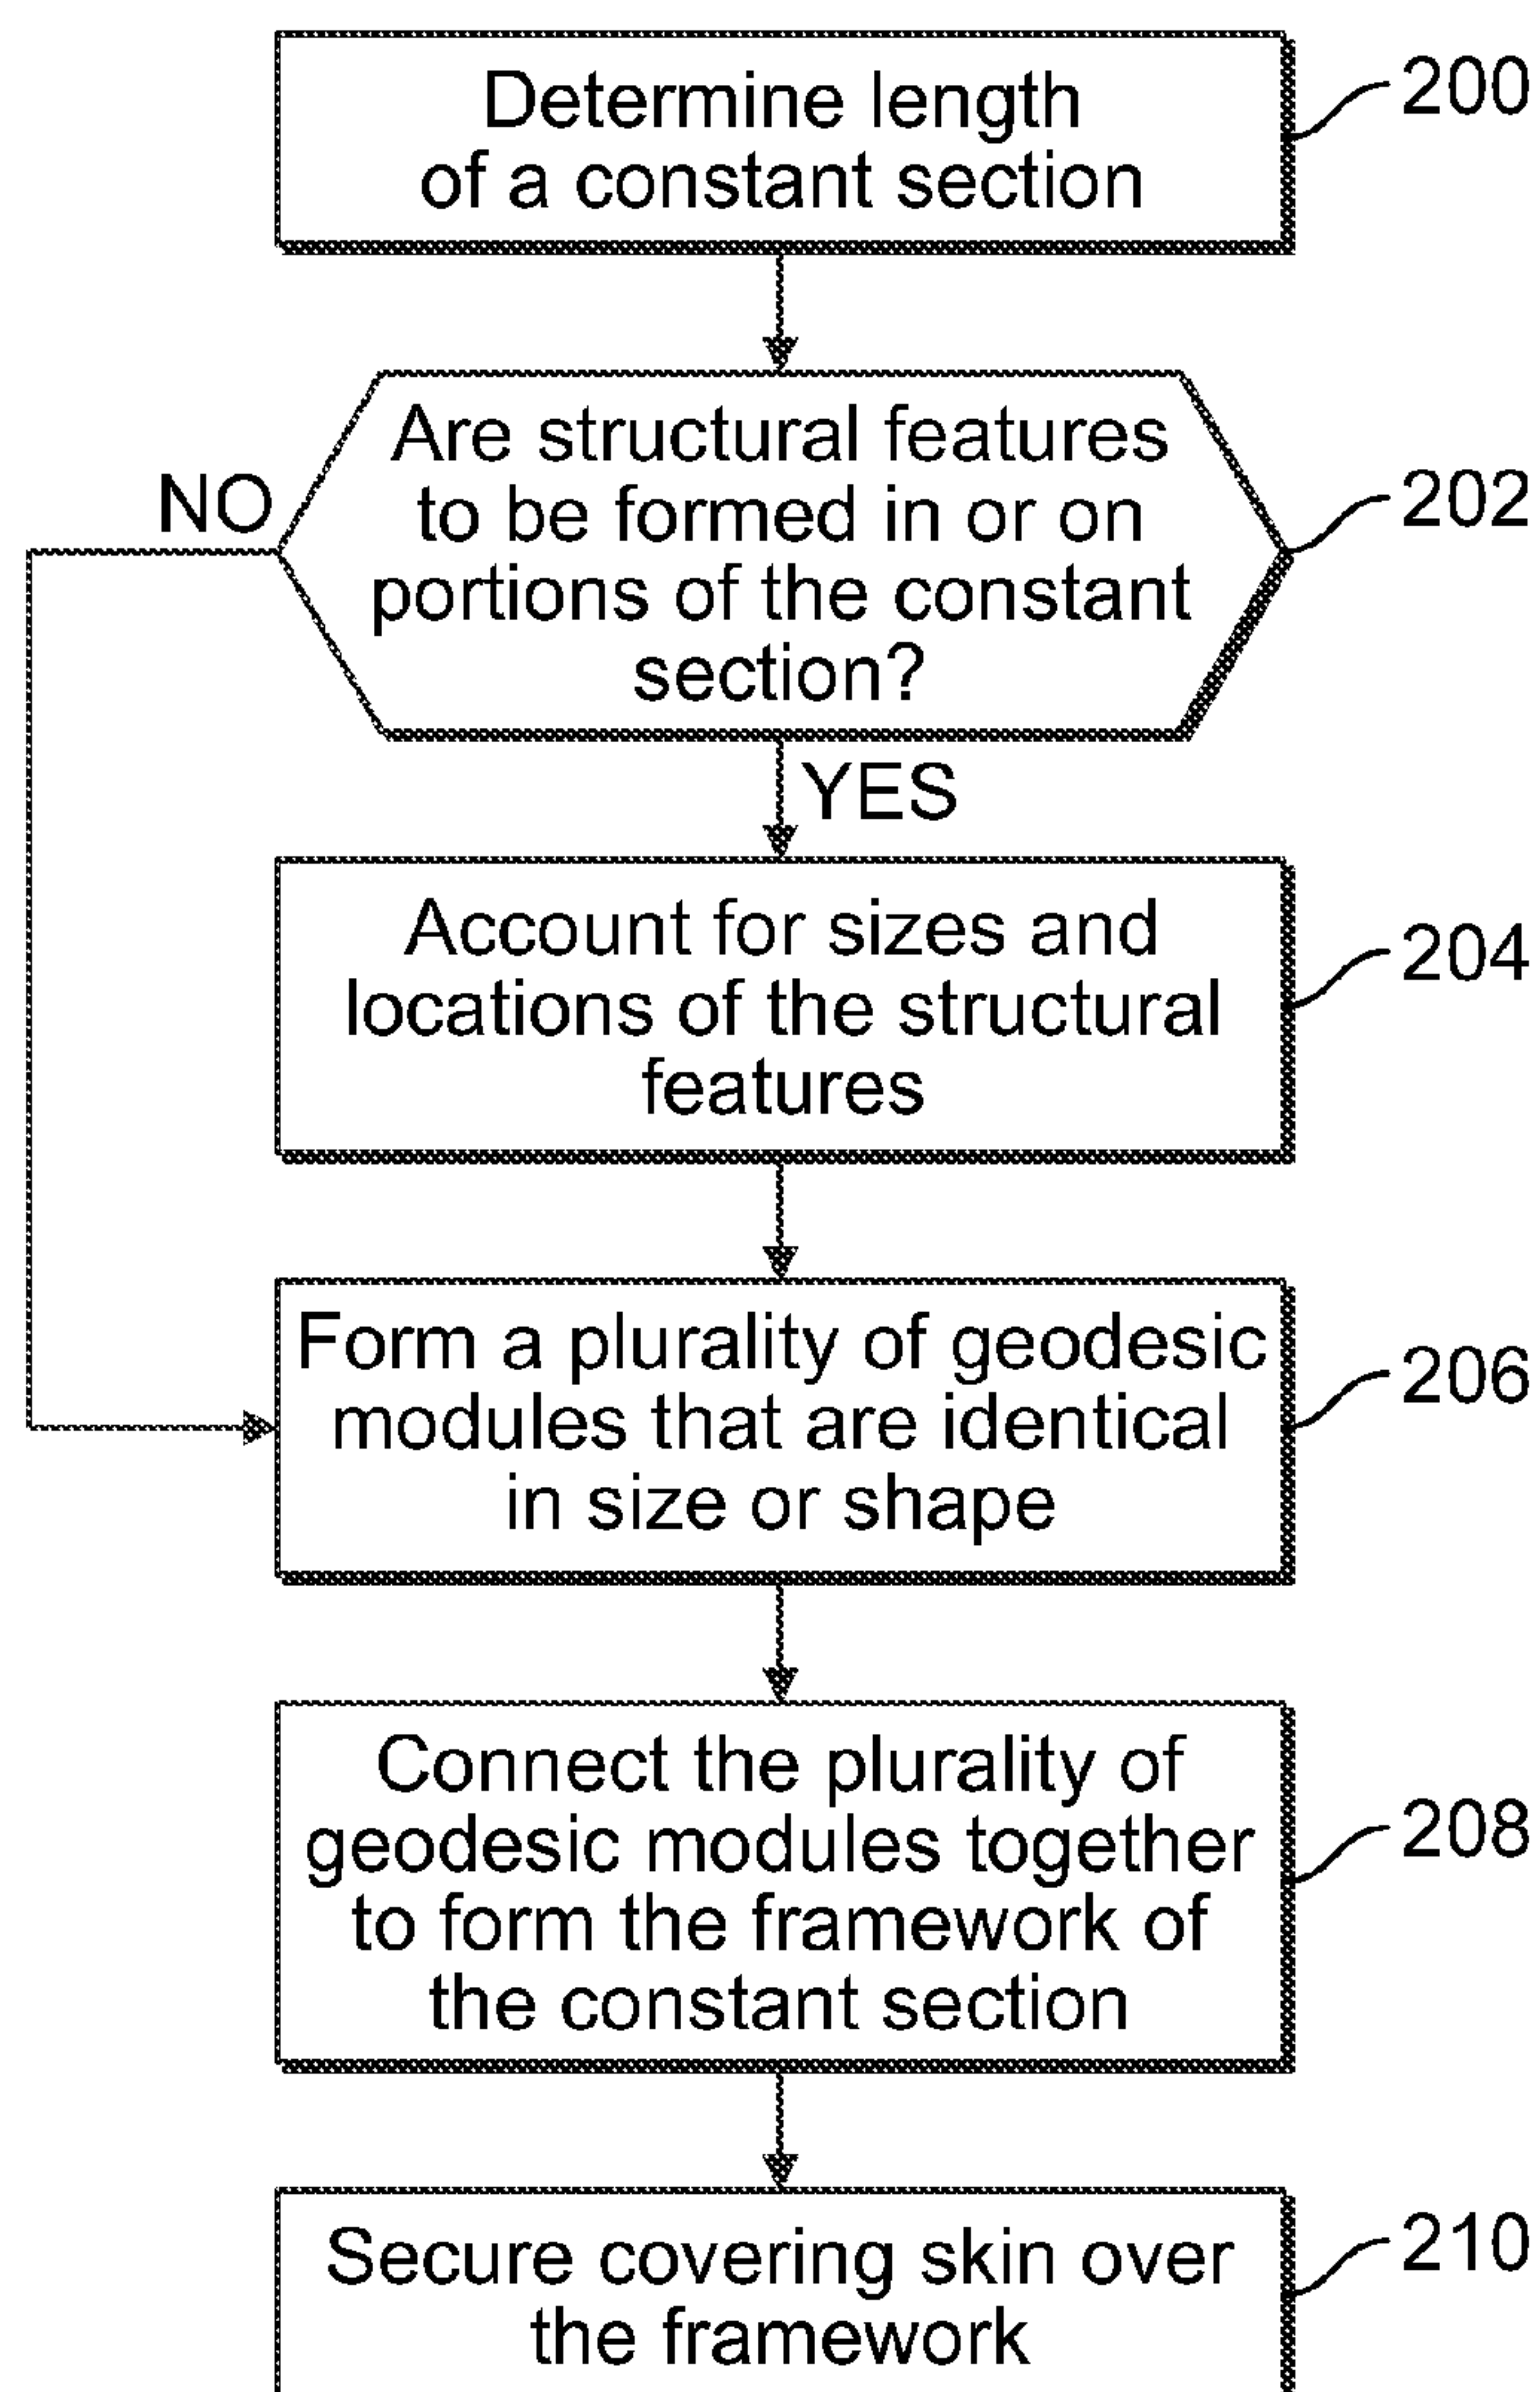 Determine length
of a constant section
200
Are structural features
to be formed in or on
portions of the constant
section?
202
NO
YES
Account for sizes and
locations of the structural
features
204
Form a plurality of geodesic
modules that are identical
in size or shape
206
Connect the plurality of
geodesic modules together
to form the framework of
the constant section
208
Secure covering skin over
the framework
210